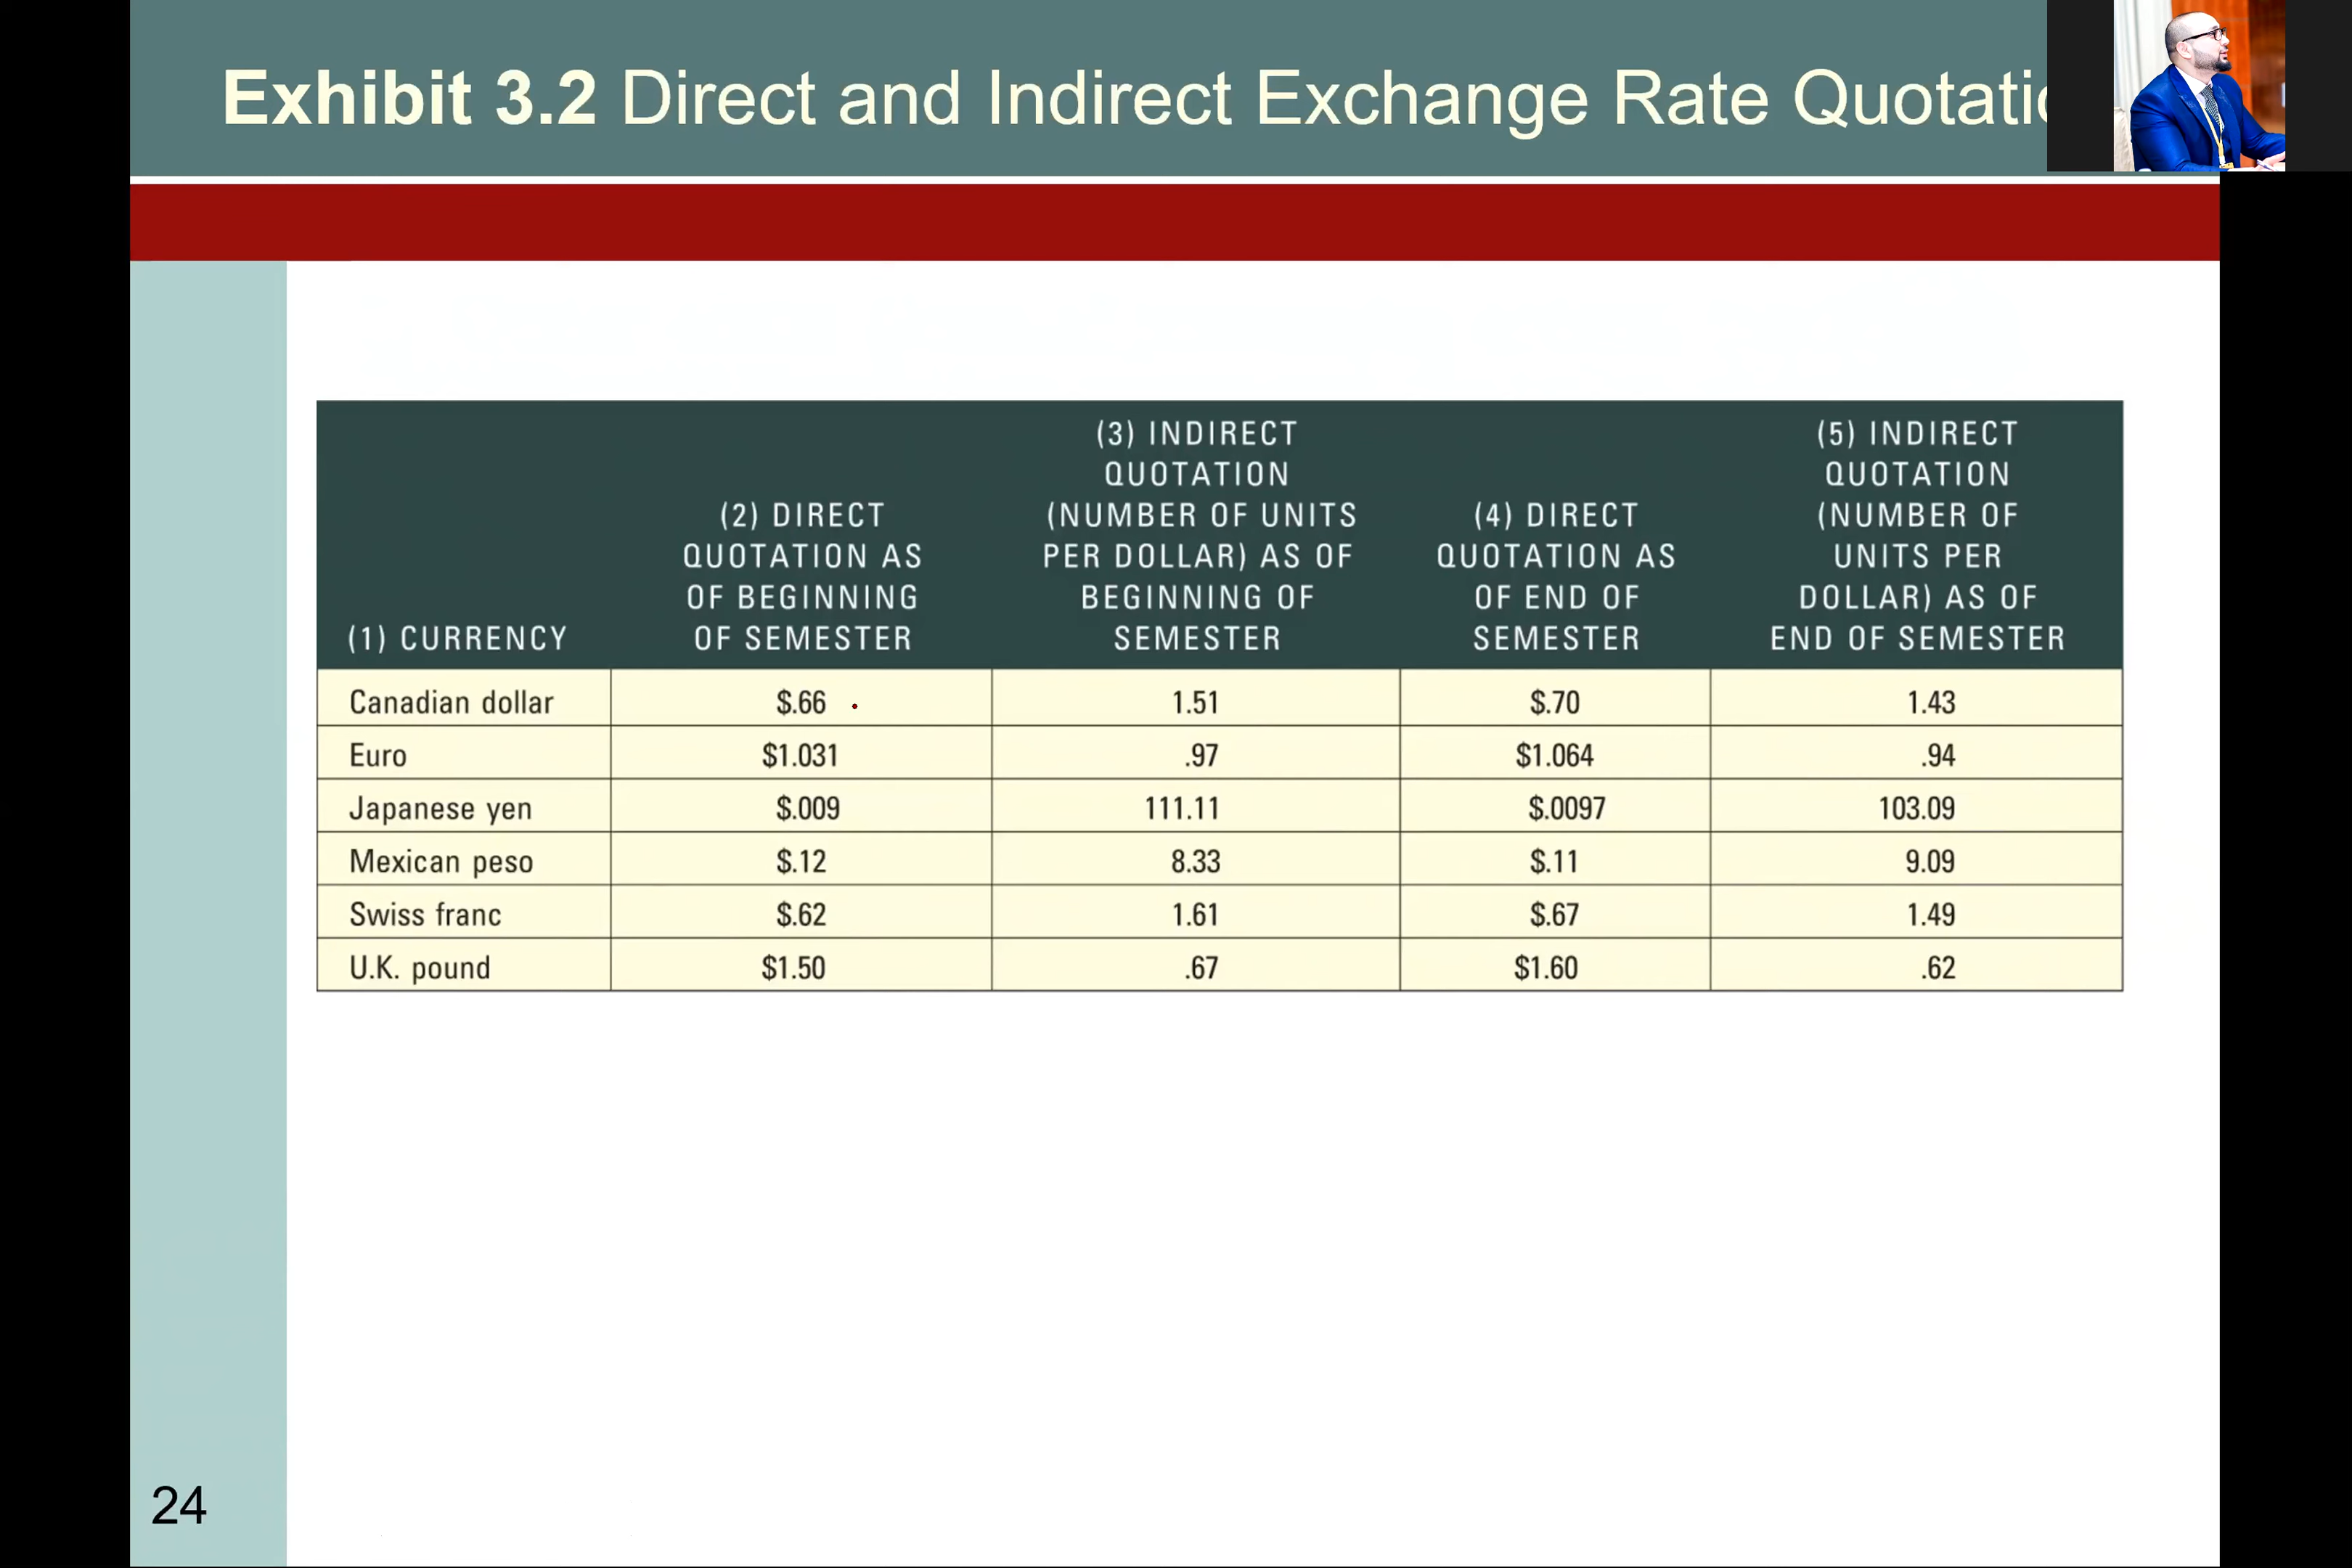 Exhibit 3.2 Direct and Indirect Exchange Rate
(1) CURRENCY
(2) DIRECT
QUOTATION AS
OF BEGINNING
OF SEMESTER
(3) INDIRECT
QUOTATION
(NUMBER OF UNITS
PER DOLLAR) AS OF
BEGINNING OF
SEMESTER
(4) DIRECT
QUOTATION AS
OF END OF
SEMESTER
(5) INDIRECT
QUOTATION
(NUMBER OF
UNITS PER
DOLLAR) AS OF
END OF SEMESTER
Canadian dollar $.66 1.51 $.70 1.43
Euro $1.031 .97 $1.064 .94
Japanese yen $.009 111.11 $.0097 103.09
Mexican peso $.12 8.33 $.11 9.09
Swiss franc $.62 1.61 $.67 1.49
U.K. pound $1.50 .67 $1.60 .62
24